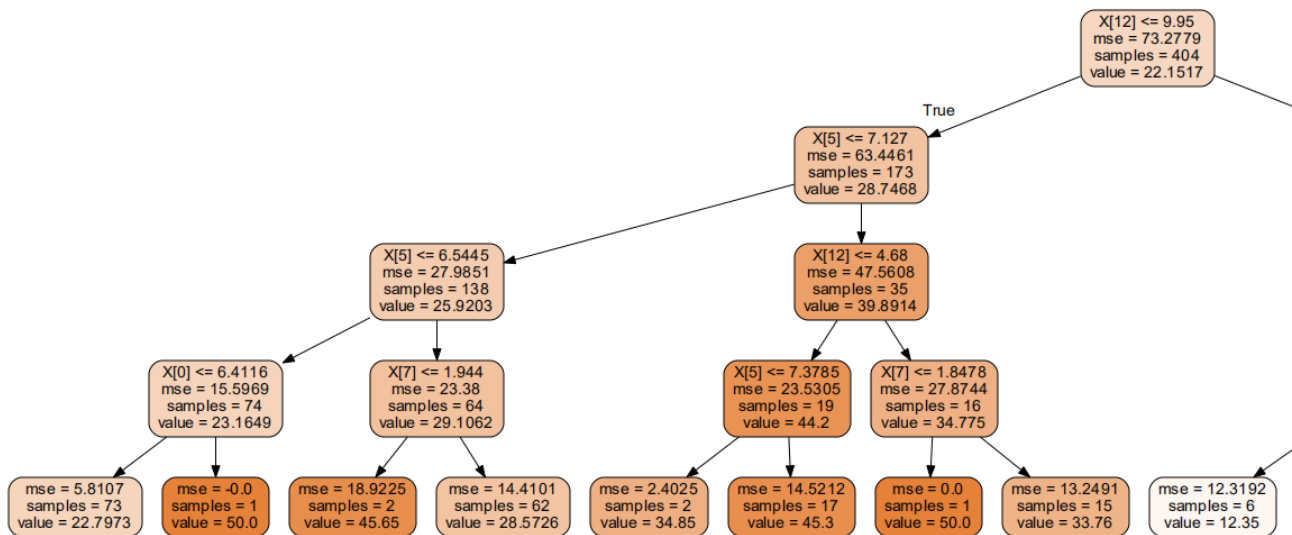 X[12] <= 9.95
mse = 73.2779
samples = 404
value = 22.1517
True
X[5] <= 7.127
mse = 63.4461
samples = 173
value = 28.7468
X[5] <= 6.5445
mse = 27.9851
samples = 138
value = 25.9203
X[12] <= 4.68
mse = 47.5608
samples = 35
value = 39.8914
X[0] <= 6.4116
mse = 15.5969
samples = 74
value = 23.1649
X[7] <= 1.944
mse = 23.38
samples = 64
value = 29.1062
X[5] <= 7.3785
mse = 23.5305
samples = 19
value = 44.2
X[7] <= 1.8478
mse = 27.8744
samples = 16
value = 34.775
mse = 5.8107
samples = 73
value = 22.7973
mse = -0.0
samples = 1
value = 50.0
mse = 18.9225
samples = 2
value = 45.65
mse = 14.4101
samples = 62
value = 28.5726
mse = 2.4025
samples = 2
value = 34.85
mse = 14.5212
samples = 17
value = 45.3
mse = 0.0
samples = 1
value = 50.0
mse = 13.2491
samples = 15
value = 33.76
mse = 12.3192
samples = 6
value = 12.35